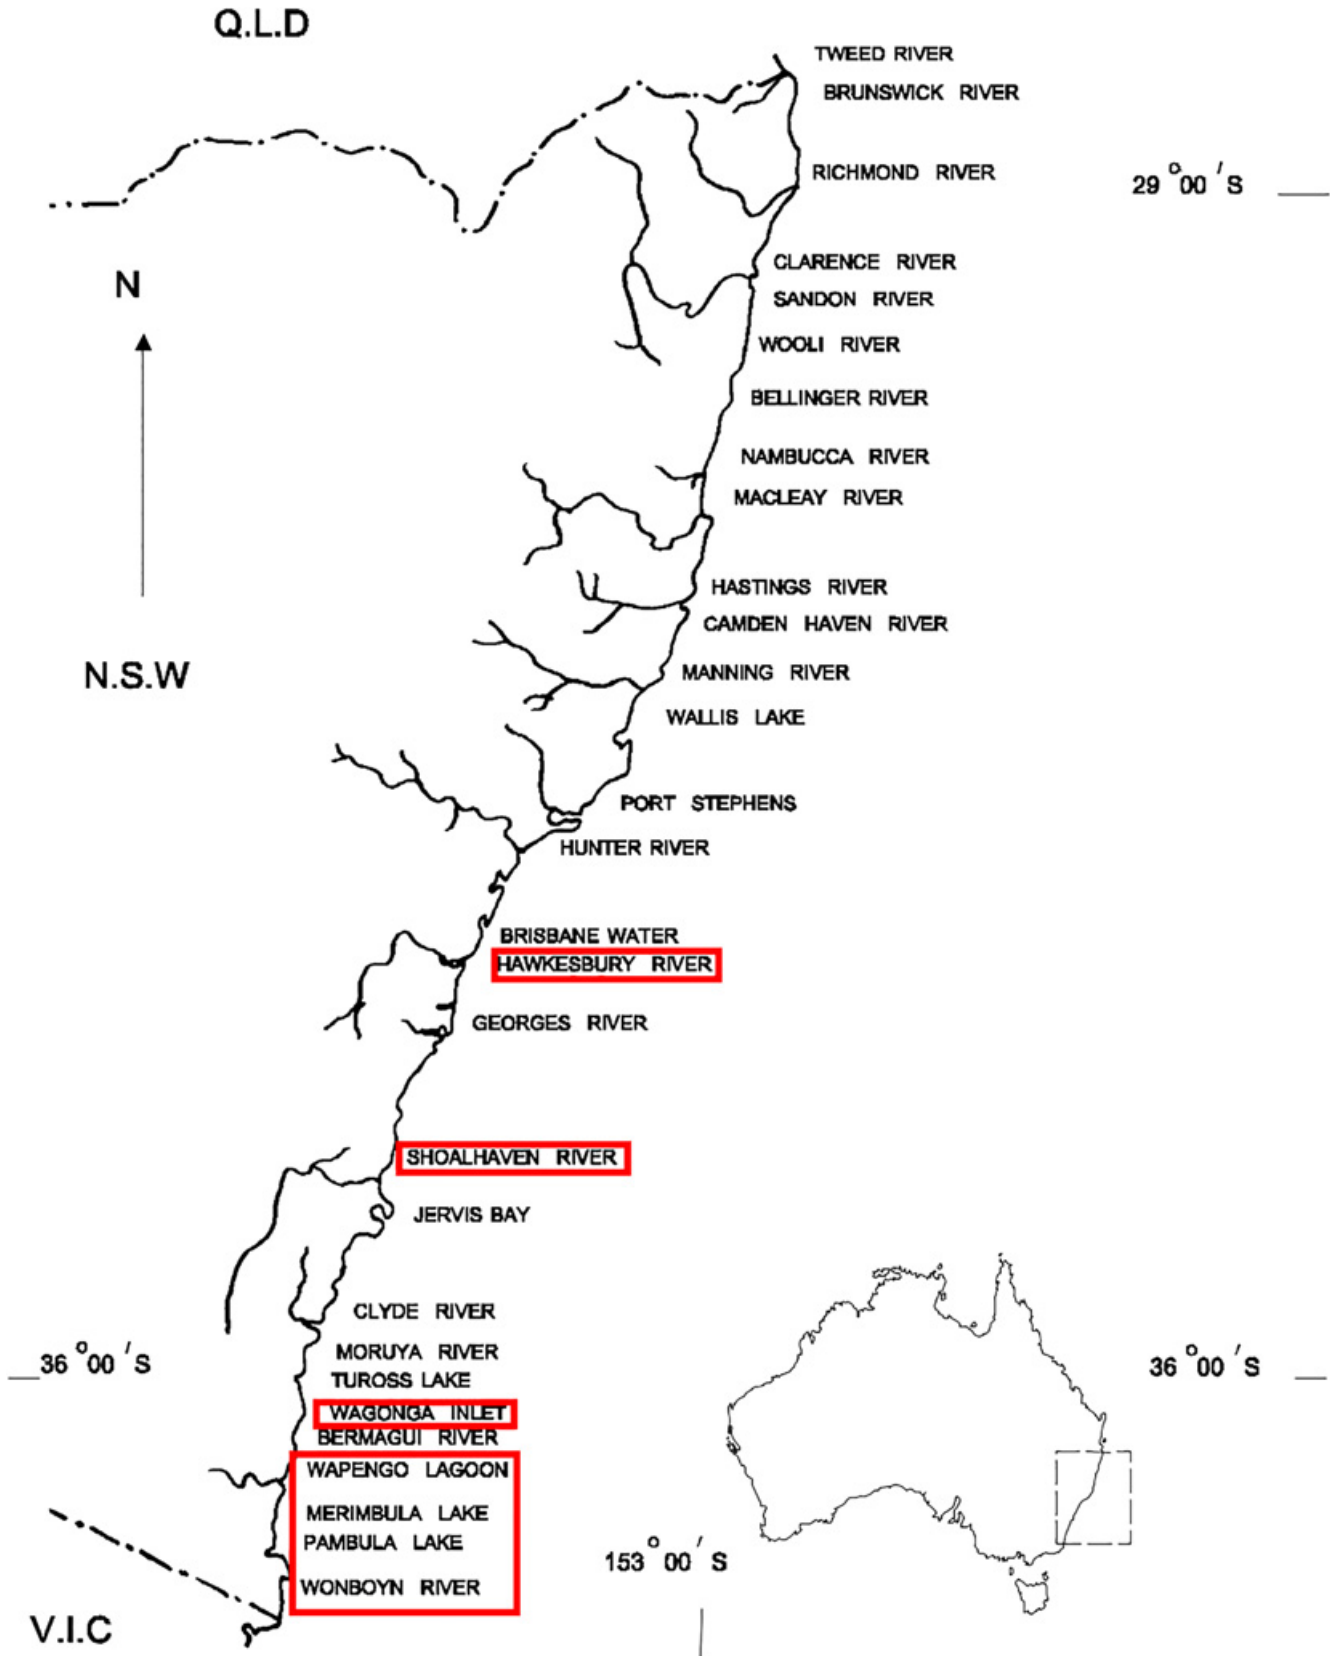 Q.L.D
TWEED RIVER
BRUNSWICK RIVER
RICHMOND RIVER
29°00'S
CLARENCE RIVER
N
SANDON RIVER
WOOLI RIVER
BELLINGER RIVER
NAMBUCCA RIVER
MACLEAY RIVER
HASTINGS RIVER
CAMDEN HAVEN RIVER
N.S.W
MANNING RIVER
WALLIS LAKE
PORT STEPHENS
HUNTER RIVER
BRISBANE WATER
HAWKESBURY RIVER
GEORGES RIVER
SHOALHAVEN RIVER
JERVIS BAY
CLYDE RIVER
MORUYA RIVER
36°00'S
36°00'S
TUROSS LAKE
WAGONGA INLET
BERMAGUI RIVER
WAPENGO LAGOON
MERIMBULA LAKE
PAMBULA LAKE
153°00'S
WONBOYN RIVER
V.I.C